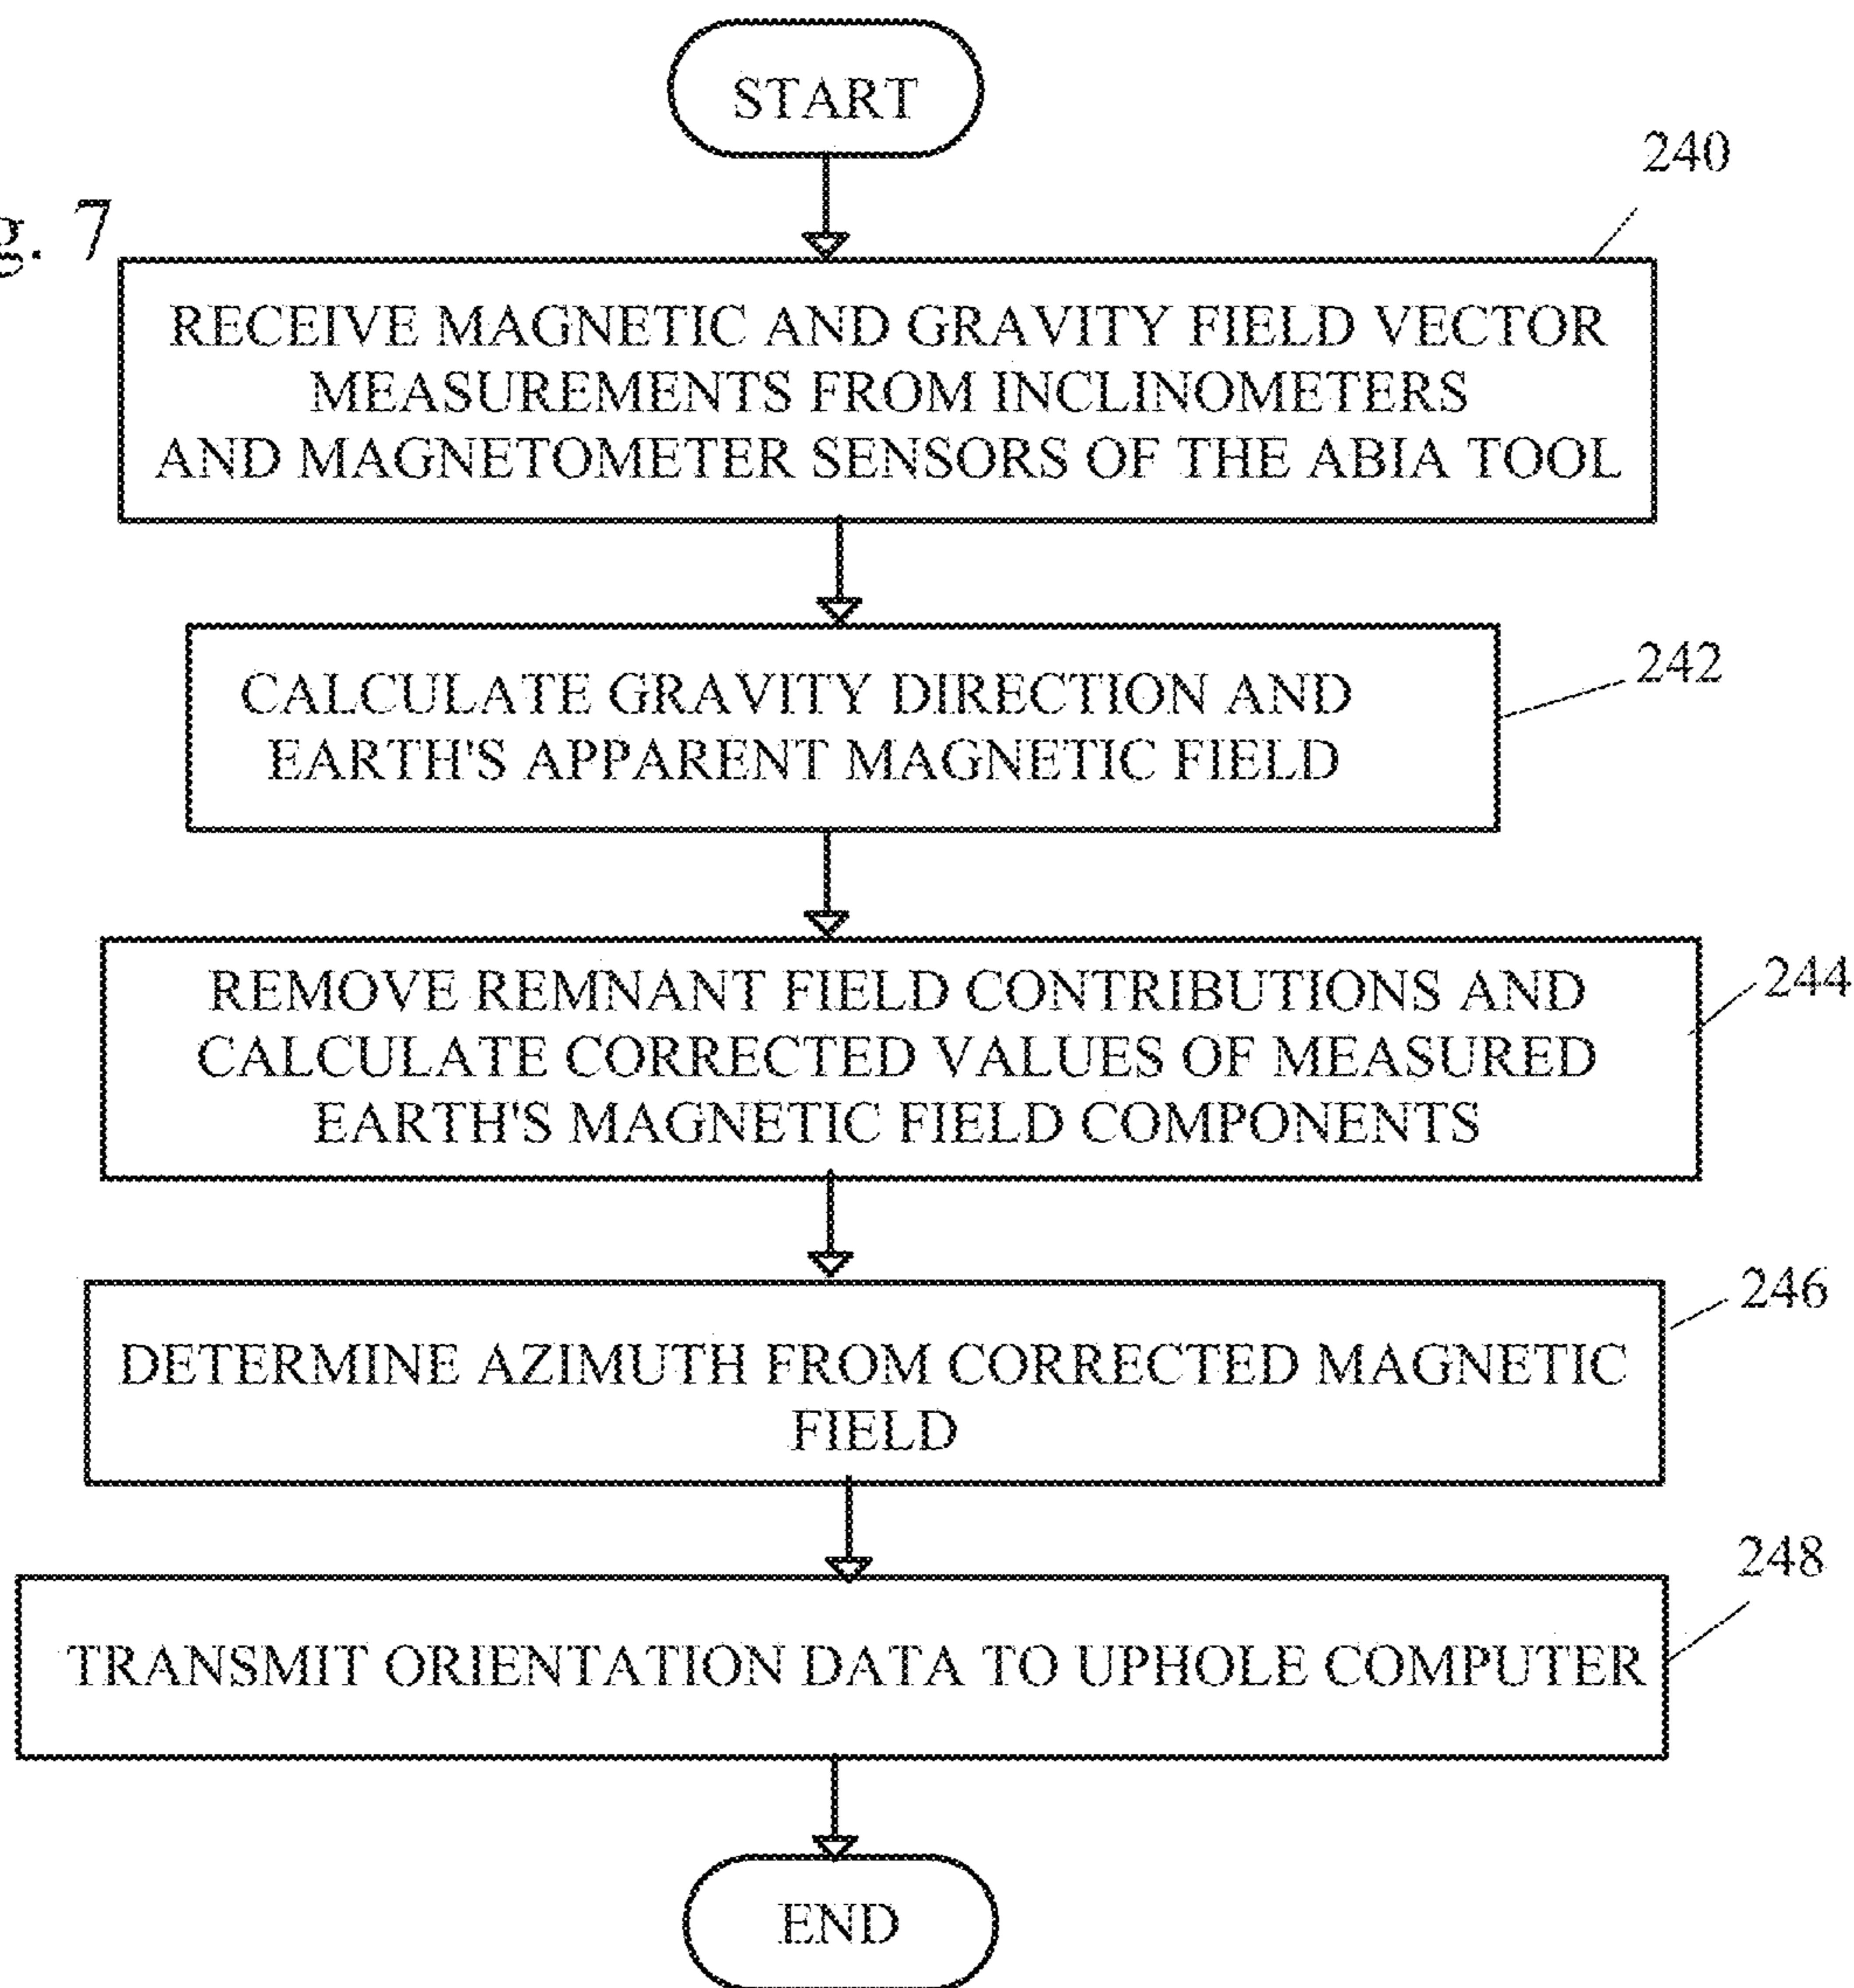 START
240
g. 7
RECEIVE MAGNETIC AND GRAVITY FIELD VECTOR
MEASUREMENTS FROM INCLINOMETERS
AND MAGNETOMETER SENSORS OF THE ABIA TOOL
242
CALCULATE GRAVITY DIRECTION AND
EARTH'S APPARENT MAGNETIC FIELD
244
REMOVE REMNANT FIELD CONTRIBUTIONS AND
CALCULATE CORRECTED VALUES OF MEASURED
EARTH'S MAGNETIC FIELD COMPONENTS
246
DETERMINE AZIMUTH FROM CORRECTED MAGNETIC
FIELD
248
TRANSMIT ORIENTATION DATA TO UPHOLE COMPUTER
END